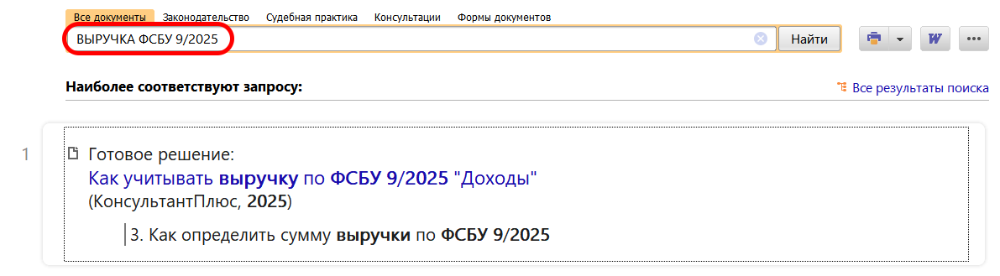 Все документы Законодательство Судебная практика Консультации Формы документов
ВЫРУЧКА ФСБУ 9/2025 Найти W
Наиболее соответствуют запросу: Все результаты поиска
1 Готовое решение:
Как учитывать выручку по ФСБУ 9/2025 "Доходы"
(КонсультантПлюс, 2025)
3. Как определить сумму выручки по ФСБУ 9/2025